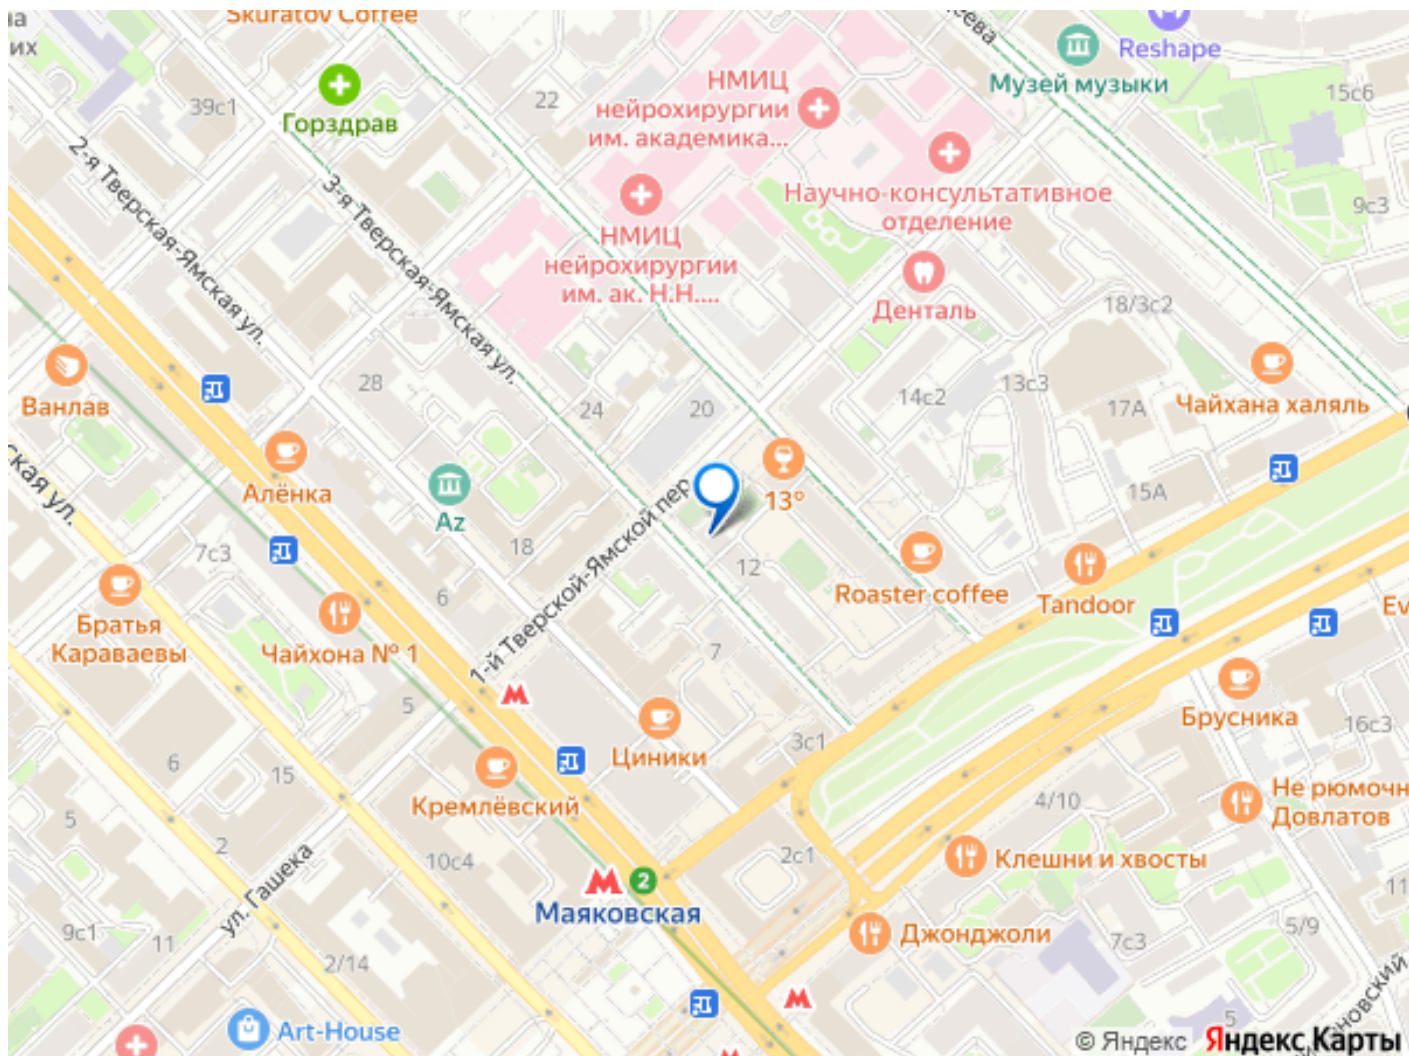 Skuratov Coffee
Reshape
Музей музыки
НМИЦ
нейрохирургии
им. академика...
15с6
39с1
22
Горздрав
2-я Тверская-Ямская ул.
3-я Тверская-Ямская ул.
Научно-консультативное
отделение
9с3
НМИЦ
нейрохирургии
им. ак. Н.Н....
Денталь
18/3с2
Ванлав
28
24
20
14с2
13с3
17А
Чайхана халяль
Алёнка
Az
13°
15А
1-й Тверской-Ямской пер.
7с3
18
12
6
Братья
Караваевы
Чайхона № 1
Roaster coffee
Tandoor
Ev
7
5
Циники
3с1
Брусника
16с3
6
15
Кремлёвский
4/10
Не рюмочн
Довлатов
5
2
10с4
2с1
Клешни и хвосты
ул. Гашека
2
Маяковская
11
9с1
11
2/14
Джонджоли
7с3
5/9
Art-House
5
© Яндекс Яндекс Карты